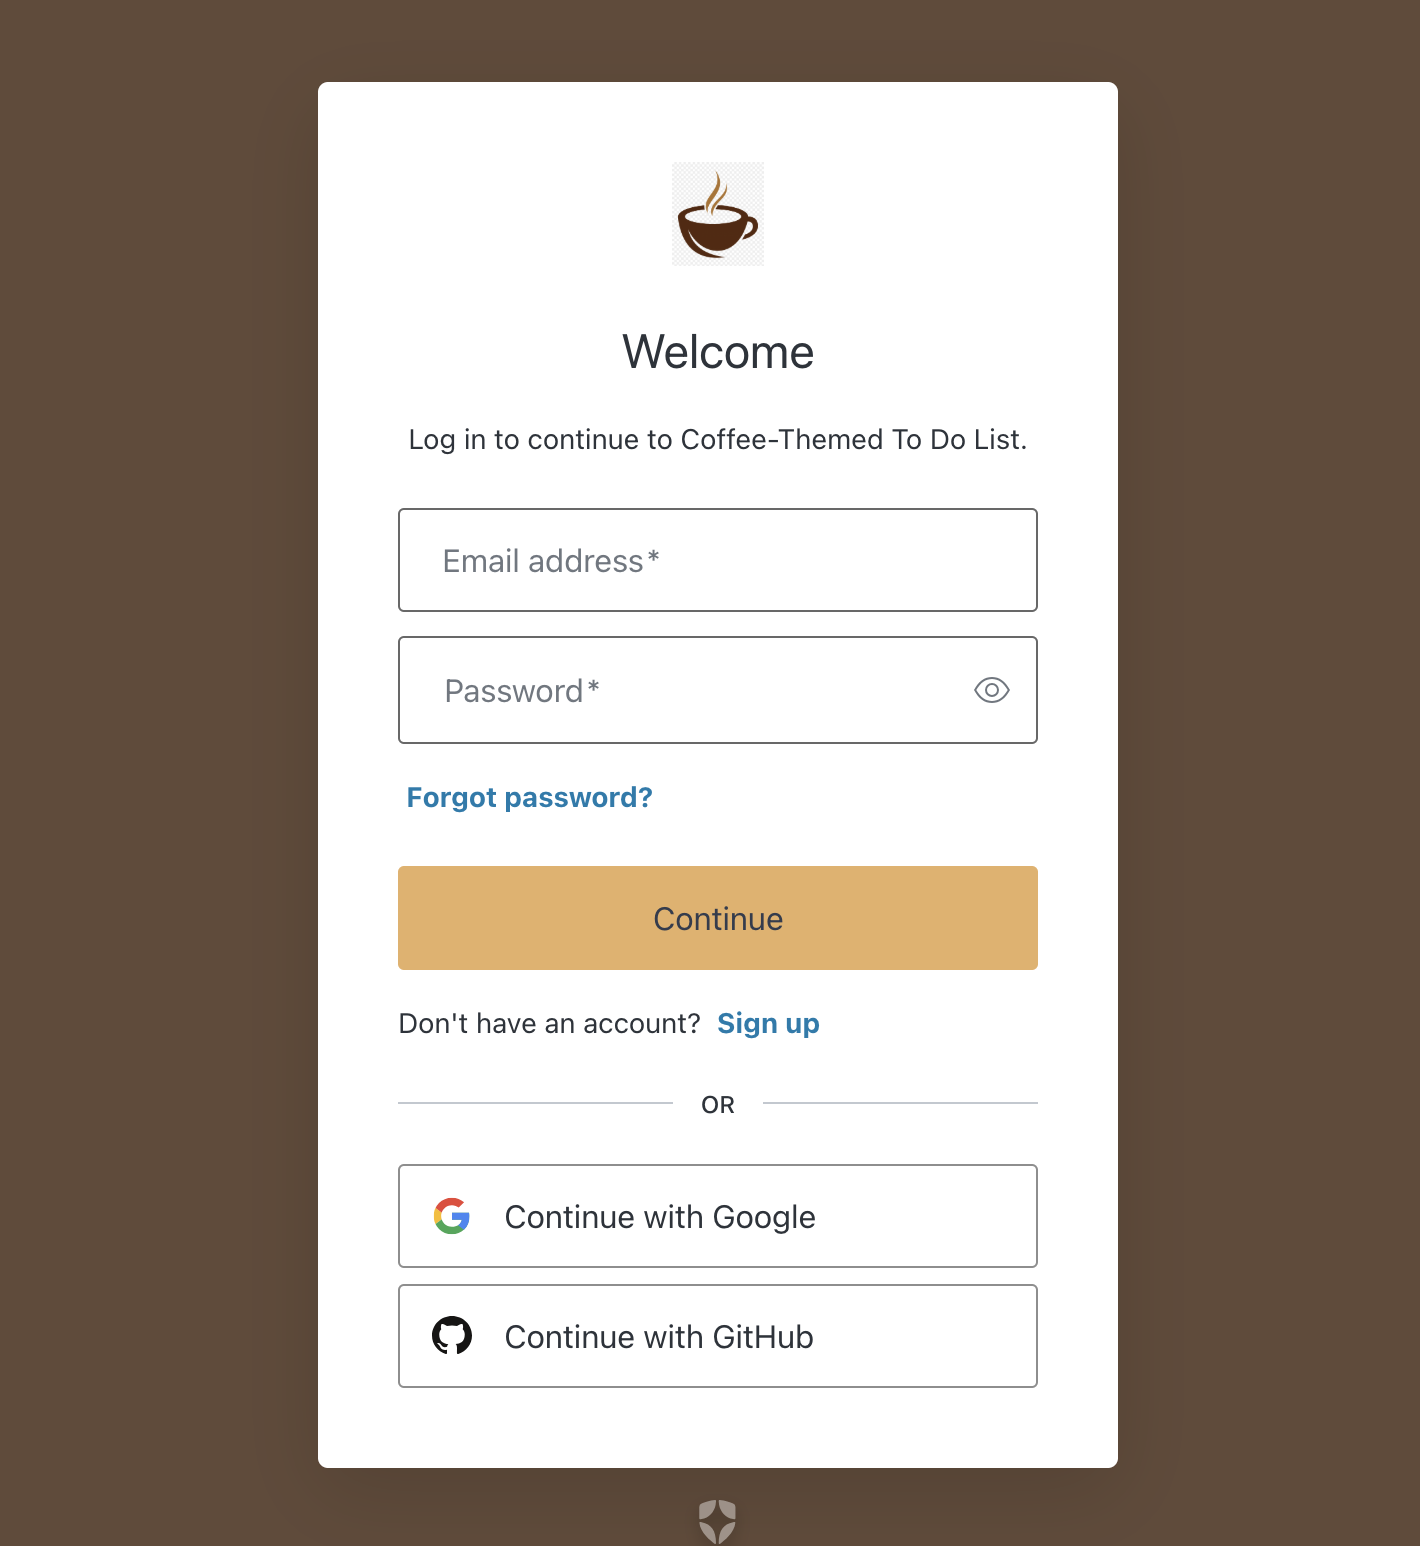 Welcome
Log in to continue to Coffee-Themed To Do List.
Email address*
Password*
Forgot password?
Continue
Don't have an account? Sign up
OR
Continue with Google
Continue with GitHub